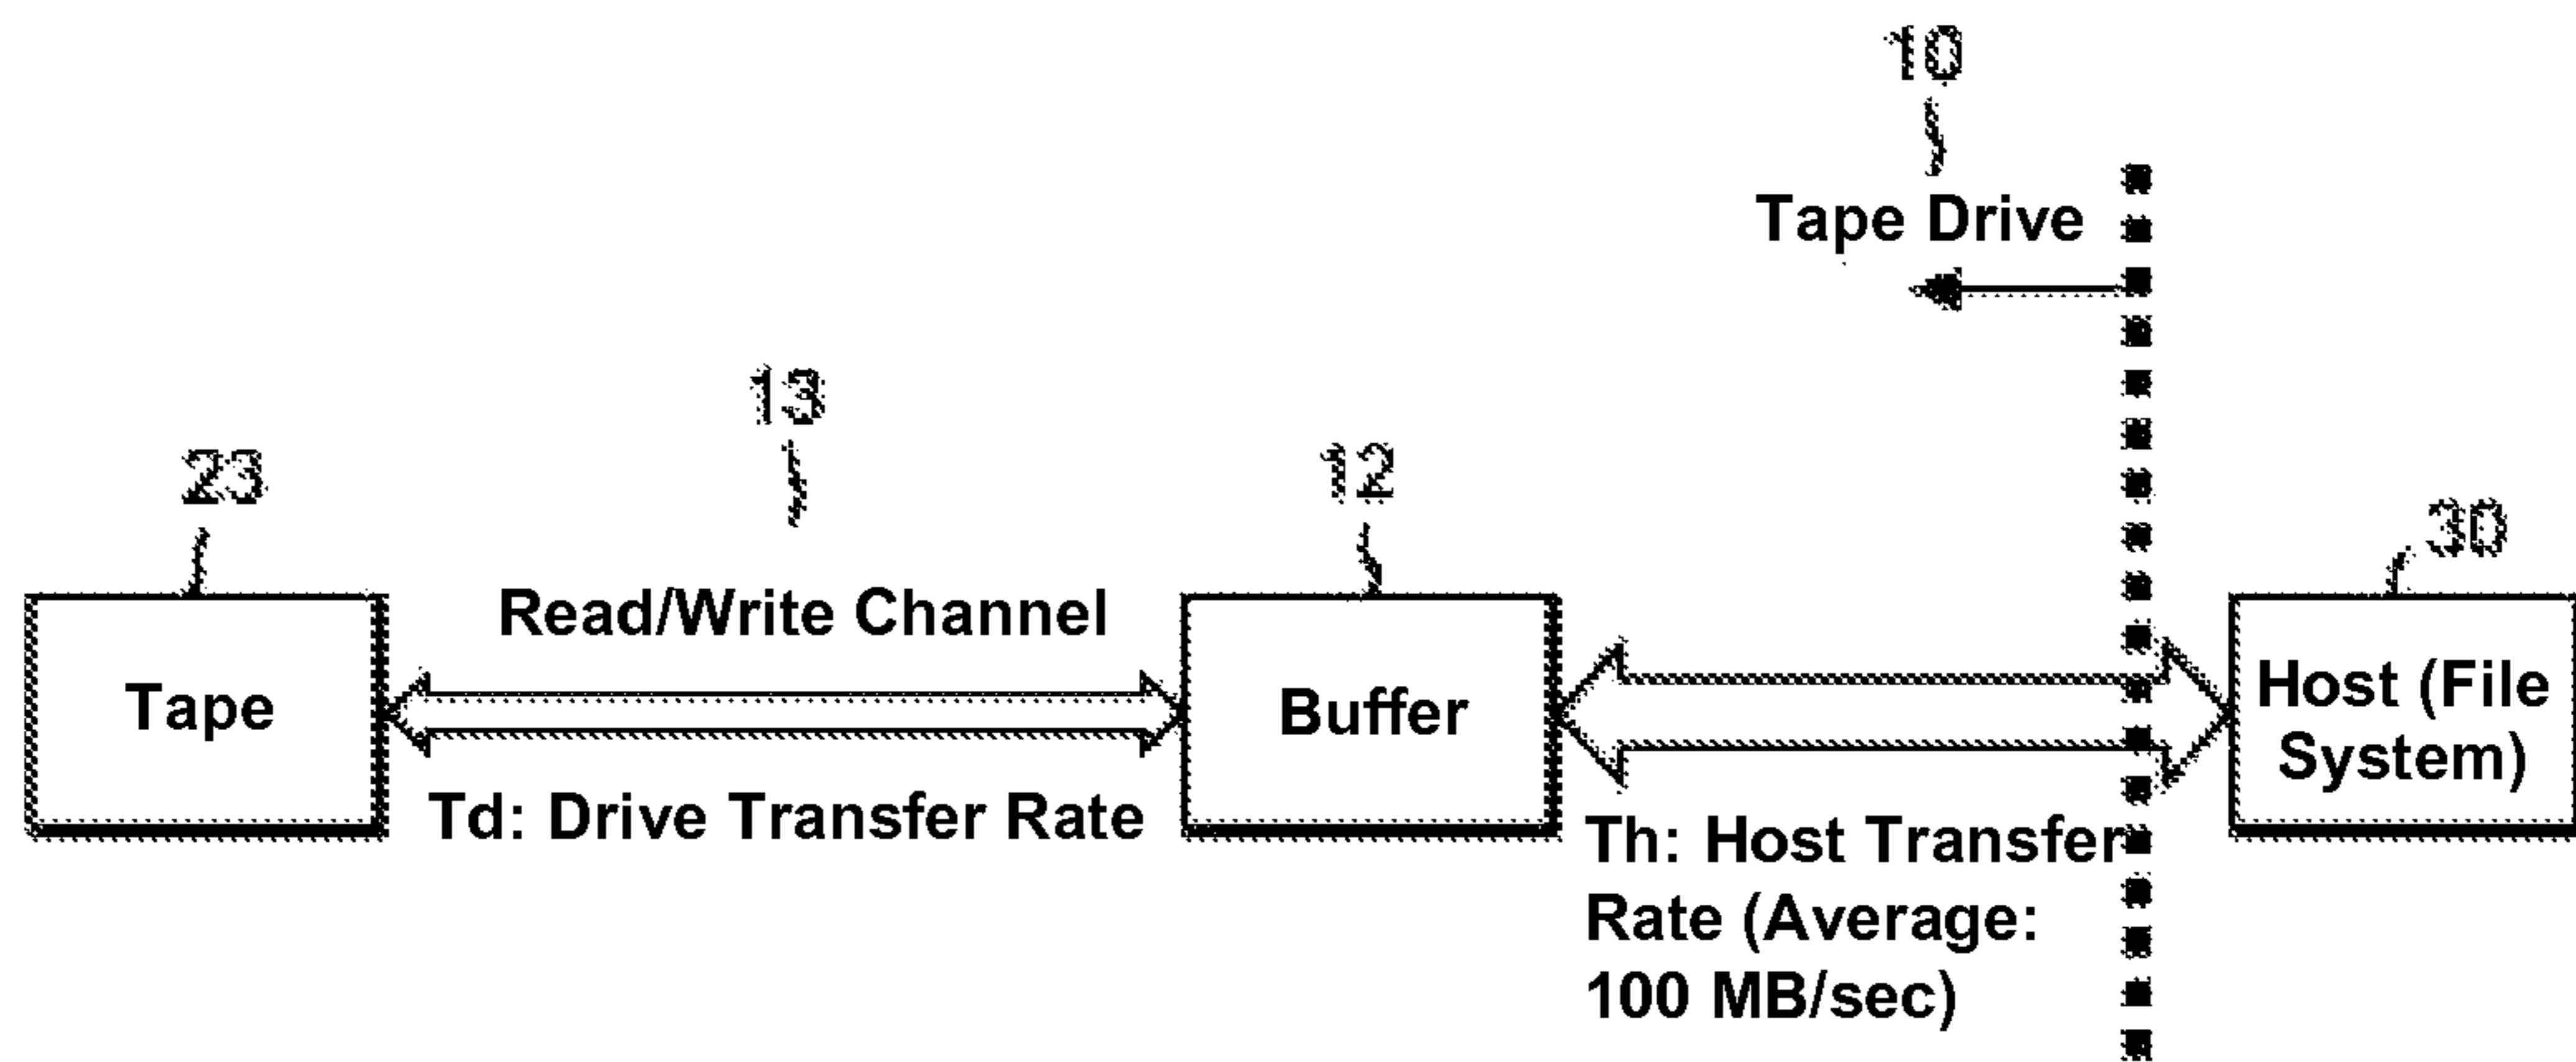 10
Tape Drive
13
23
12
30
Read/Write Channel
Tape
Buffer
Host (File
System)
Td: Drive Transfer Rate
Th: Host Transfer
Rate (Average:
100 MB/sec)